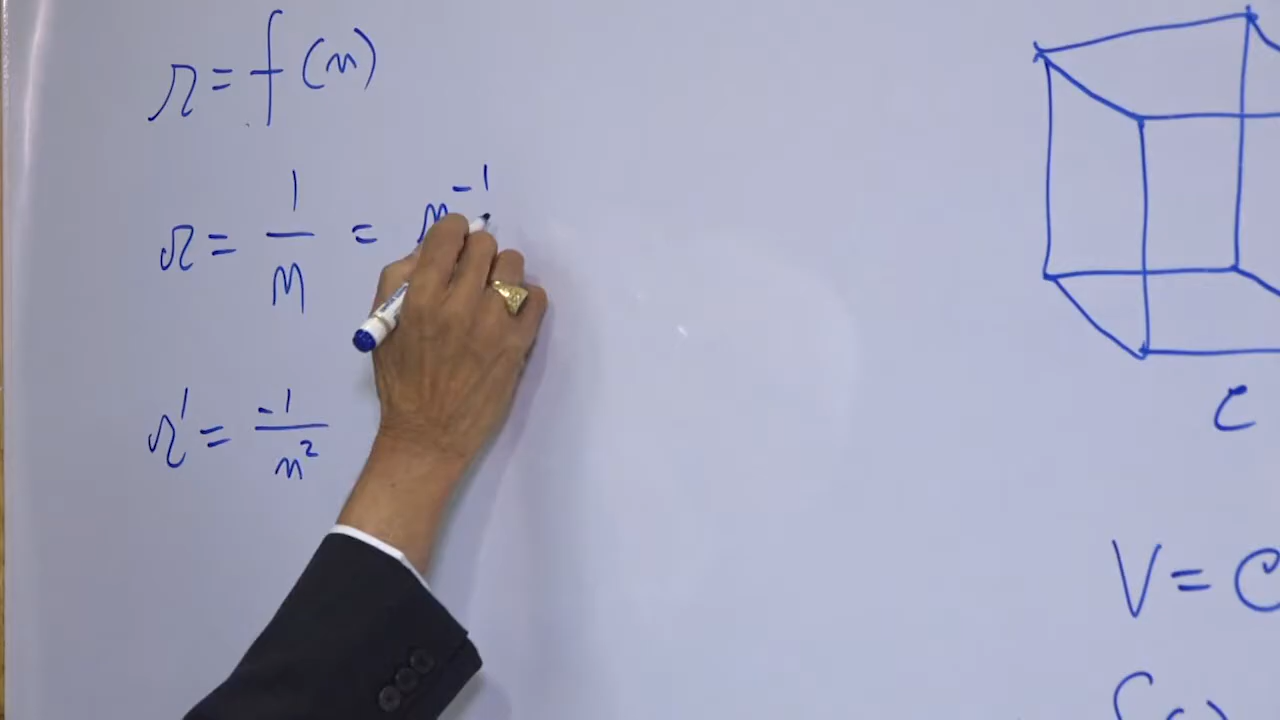 r = f(n)
r = 1/n = n⁻¹
r' = -1/n²
C
V = C
f(